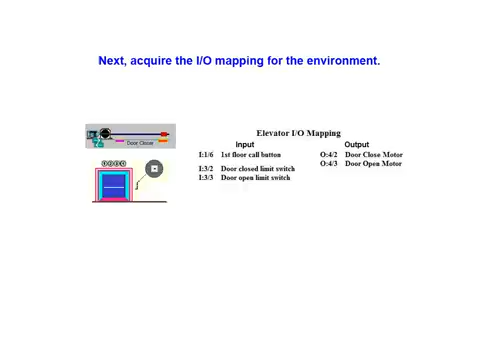 Next, acquire the I/O mapping for the environment.
Elevator I/O Mapping
Input Output
I:1/6 1st floor call button O:4/2 Door Close Motor
O:4/3 Door Open Motor
I:3/2 Door closed limit switch
I:3/3 Door open limit switch
Door Closer